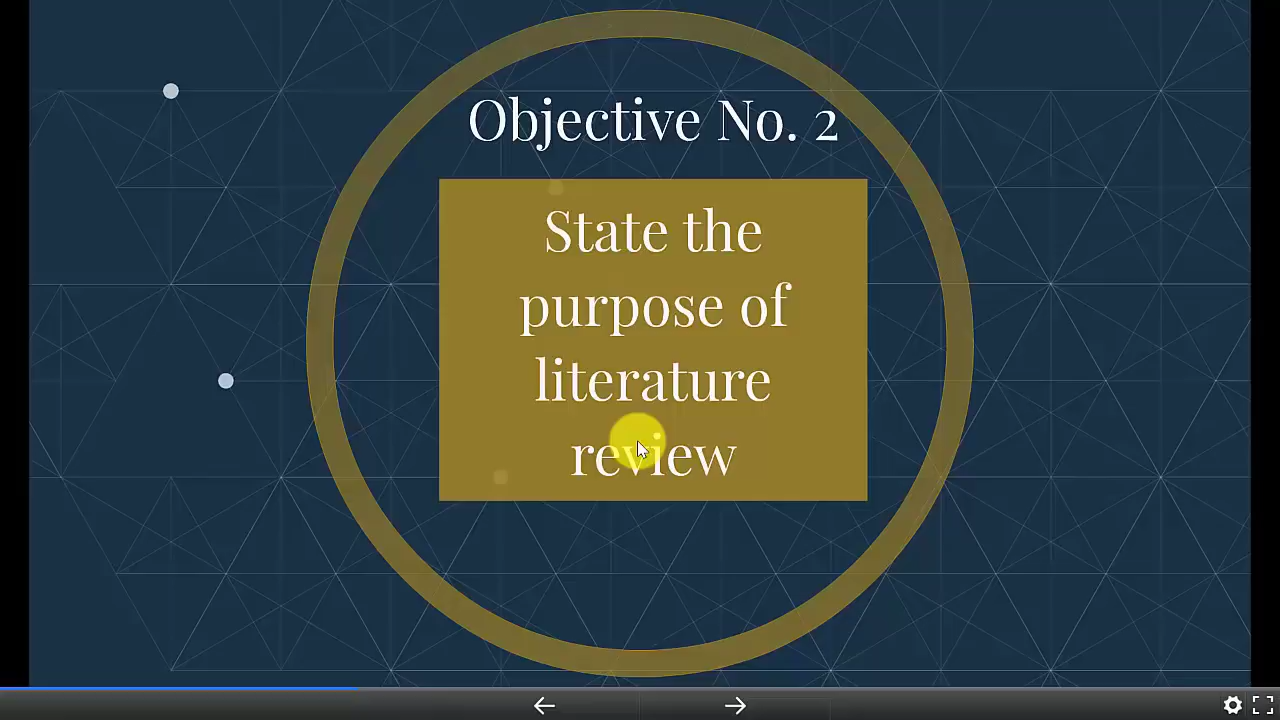 Objective No. 2
State the
purpose of
literature
review